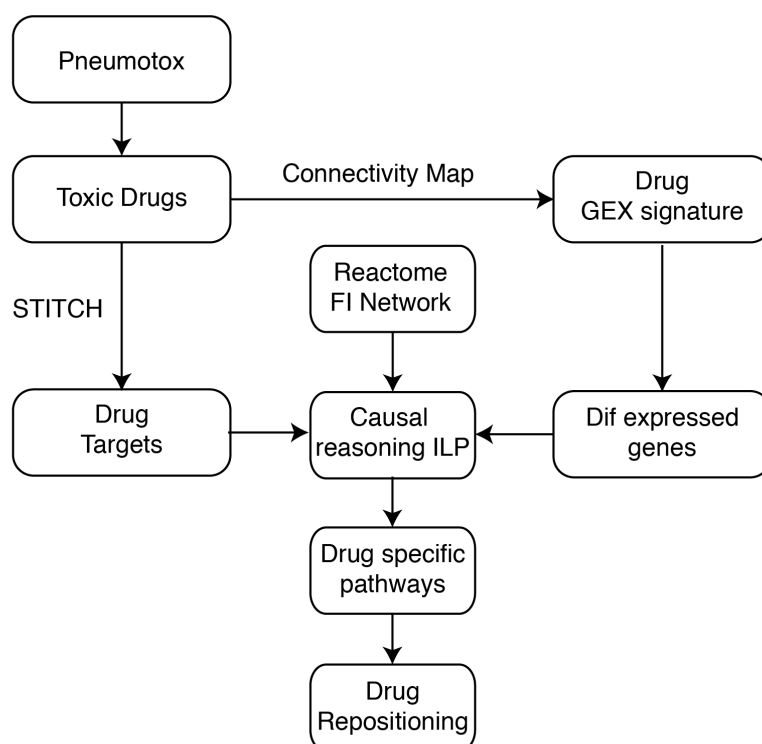 Pneumotox
Toxic Drugs
Connectivity Map
Drug
GEX signature
Reactome
FI Network
STITCH
Drug
Targets
Causal
reasoning ILP
Dif expressed
genes
Drug specific
pathways
Drug
Repositioning